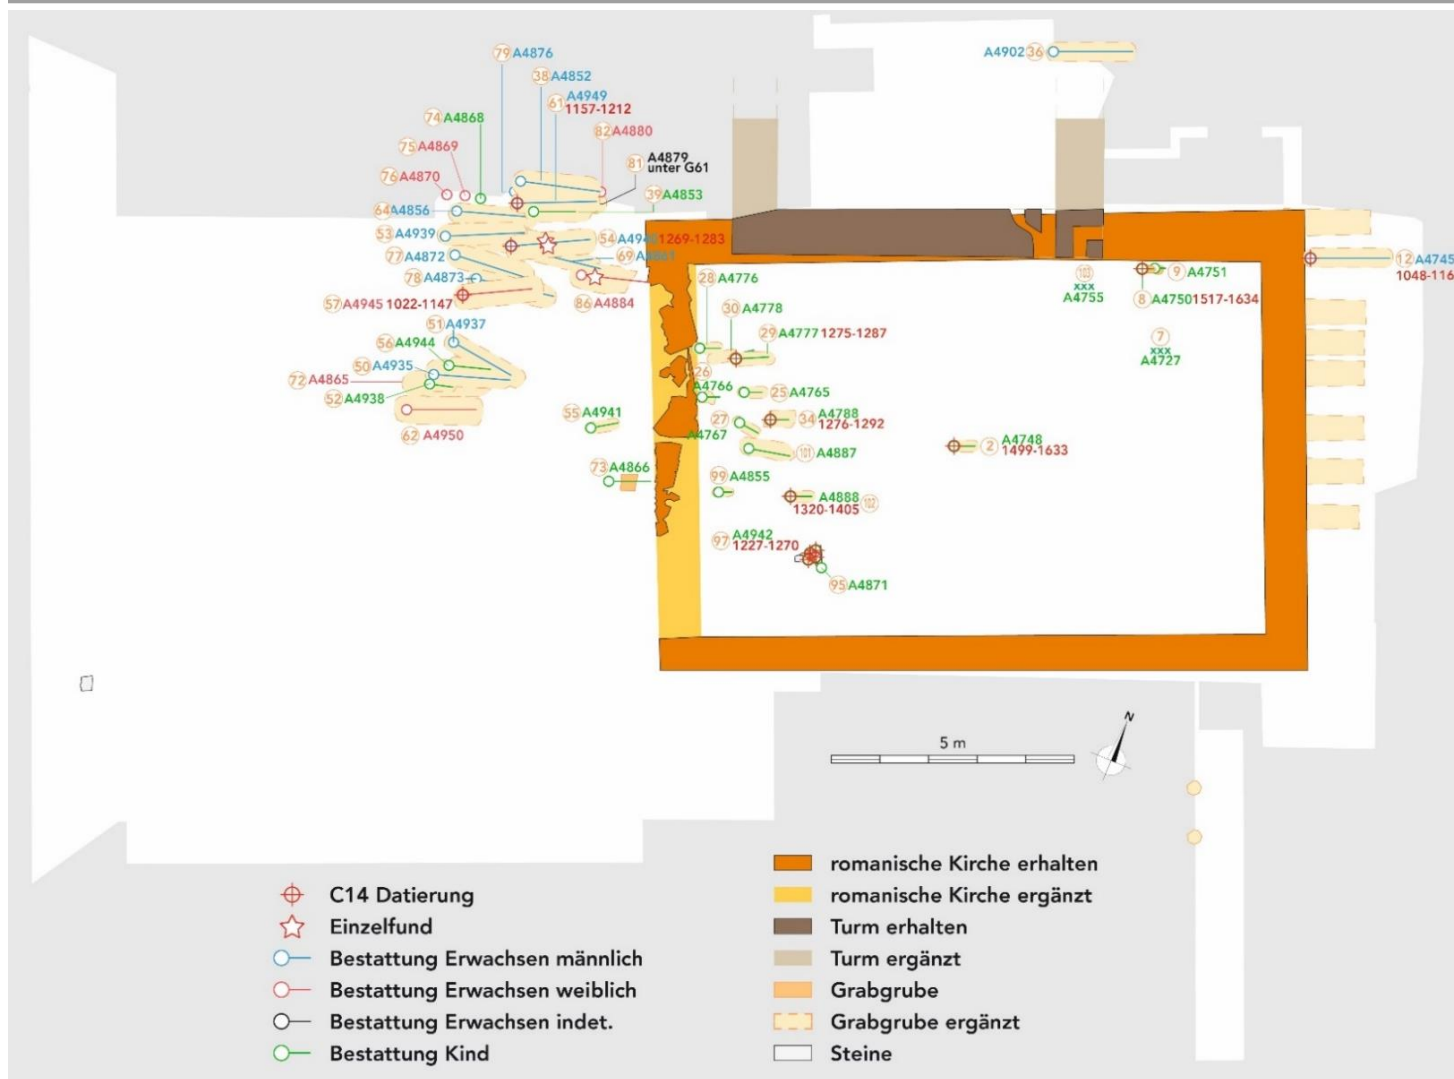 79 A4876
A4902 36
38 A4852
61 A4949
1157-1212
74 A4868
82 A4880
75 A4869
81 A4879
unter G61
76 A4870
39 A4853
64 A4856
53 A4939
54 1269-1283
77 A4872
69
12 A4745
78 A4873
28 A4776
103
xxx
A4755
9 A4751
57 A4945 1022-1147
86 A4884
30 A4778
8 A4750 1517-1634
51 A4937
29 A4777 1275-1287
7
xxx
A4727
56 A4944
50 A4935
26
A4766
72 A4865
25 A4765
52 A4938
55 A4941
27
A4767
34 A4788
1276-1292
62 A4950
2 A4748
1499-1633
101 A4887
73 A4866
99 A4855
A4888 102
1320-1405
97 A4942
1227-1270
95 A4871
N
5 m
C14 Datierung
Einzelfund
Bestattung Erwachsen männlich
Bestattung Erwachsen weiblich
Bestattung Erwachsen indet.
Bestattung Kind
romanische Kirche erhalten
romanische Kirche ergänzt
Turm erhalten
Turm ergänzt
Grabgrube
Grabgrube ergänzt
Steine